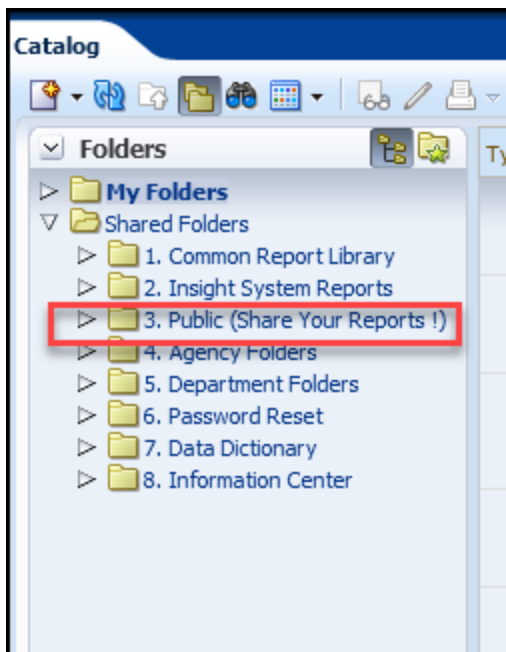 Catalog
Folders
Ty
My Folders
Shared Folders
1. Common Report Library
2. Insight System Reports
3. Public (Share Your Reports !)
4. Agency Folders
5. Department Folders
6. Password Reset
7. Data Dictionary
8. Information Center